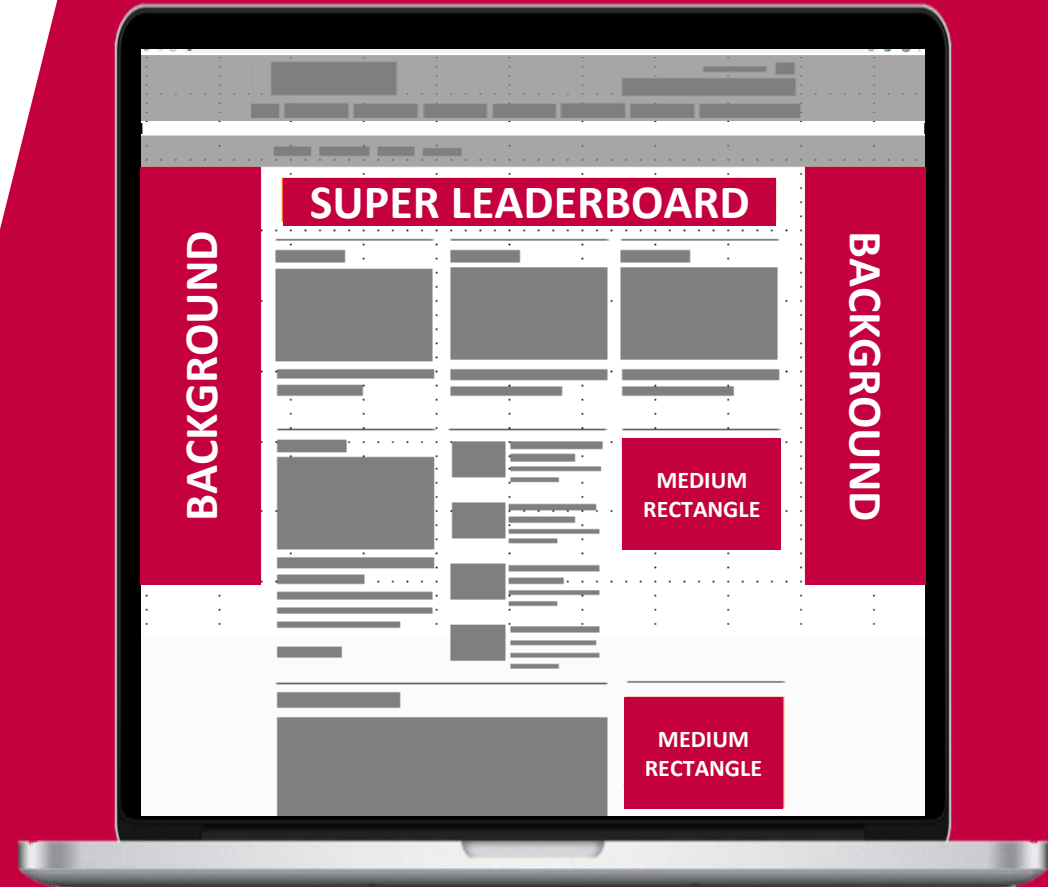 SUPER LEADERBOARD
BACKGROUND
BACKGROUND
MEDIUM
RECTANGLE
MEDIUM
RECTANGLE